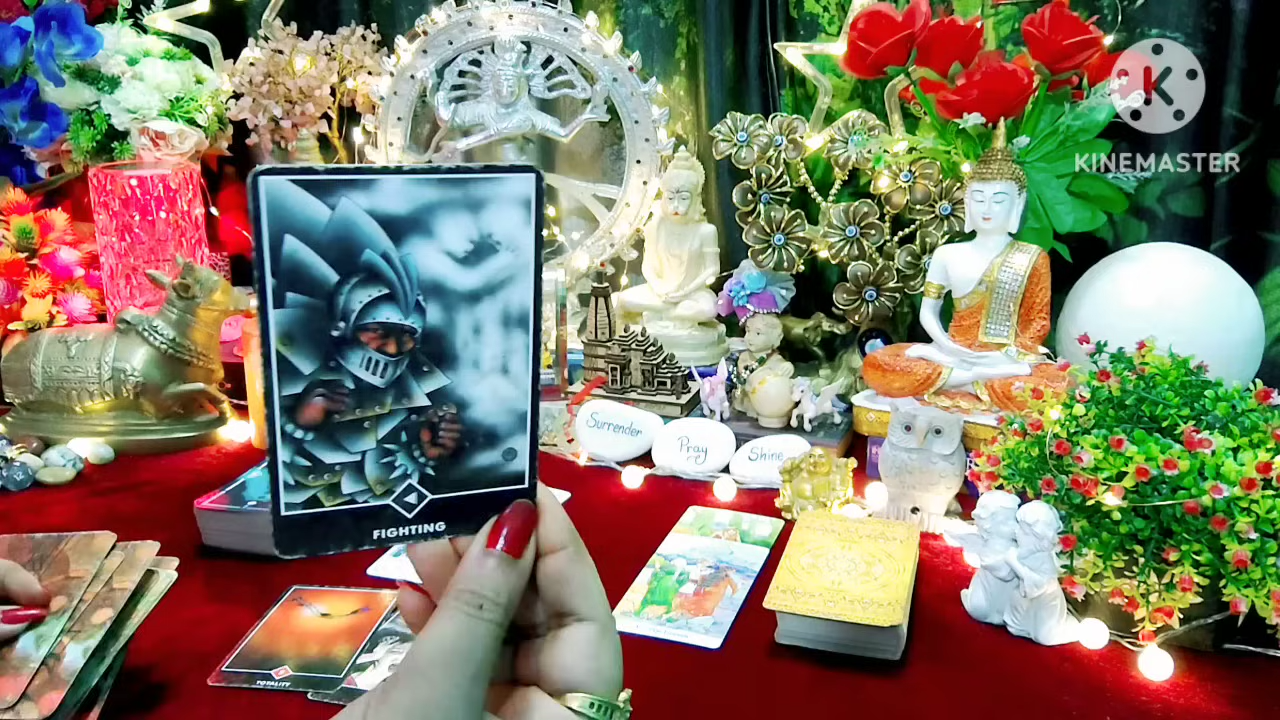 K
KINEMASTER
Surrender
Pray
Shine
FIGHTING
TOTALITY